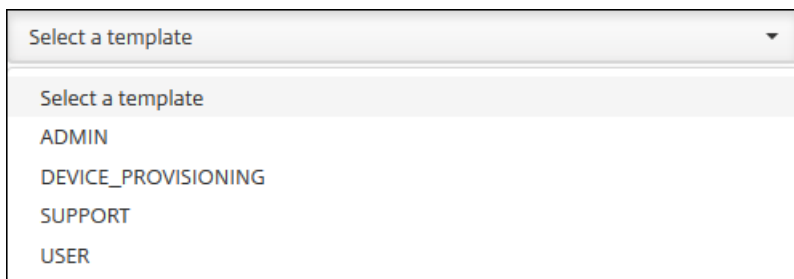 Select a template
Select a template
ADMIN
DEVICE_PROVISIONING
SUPPORT
USER